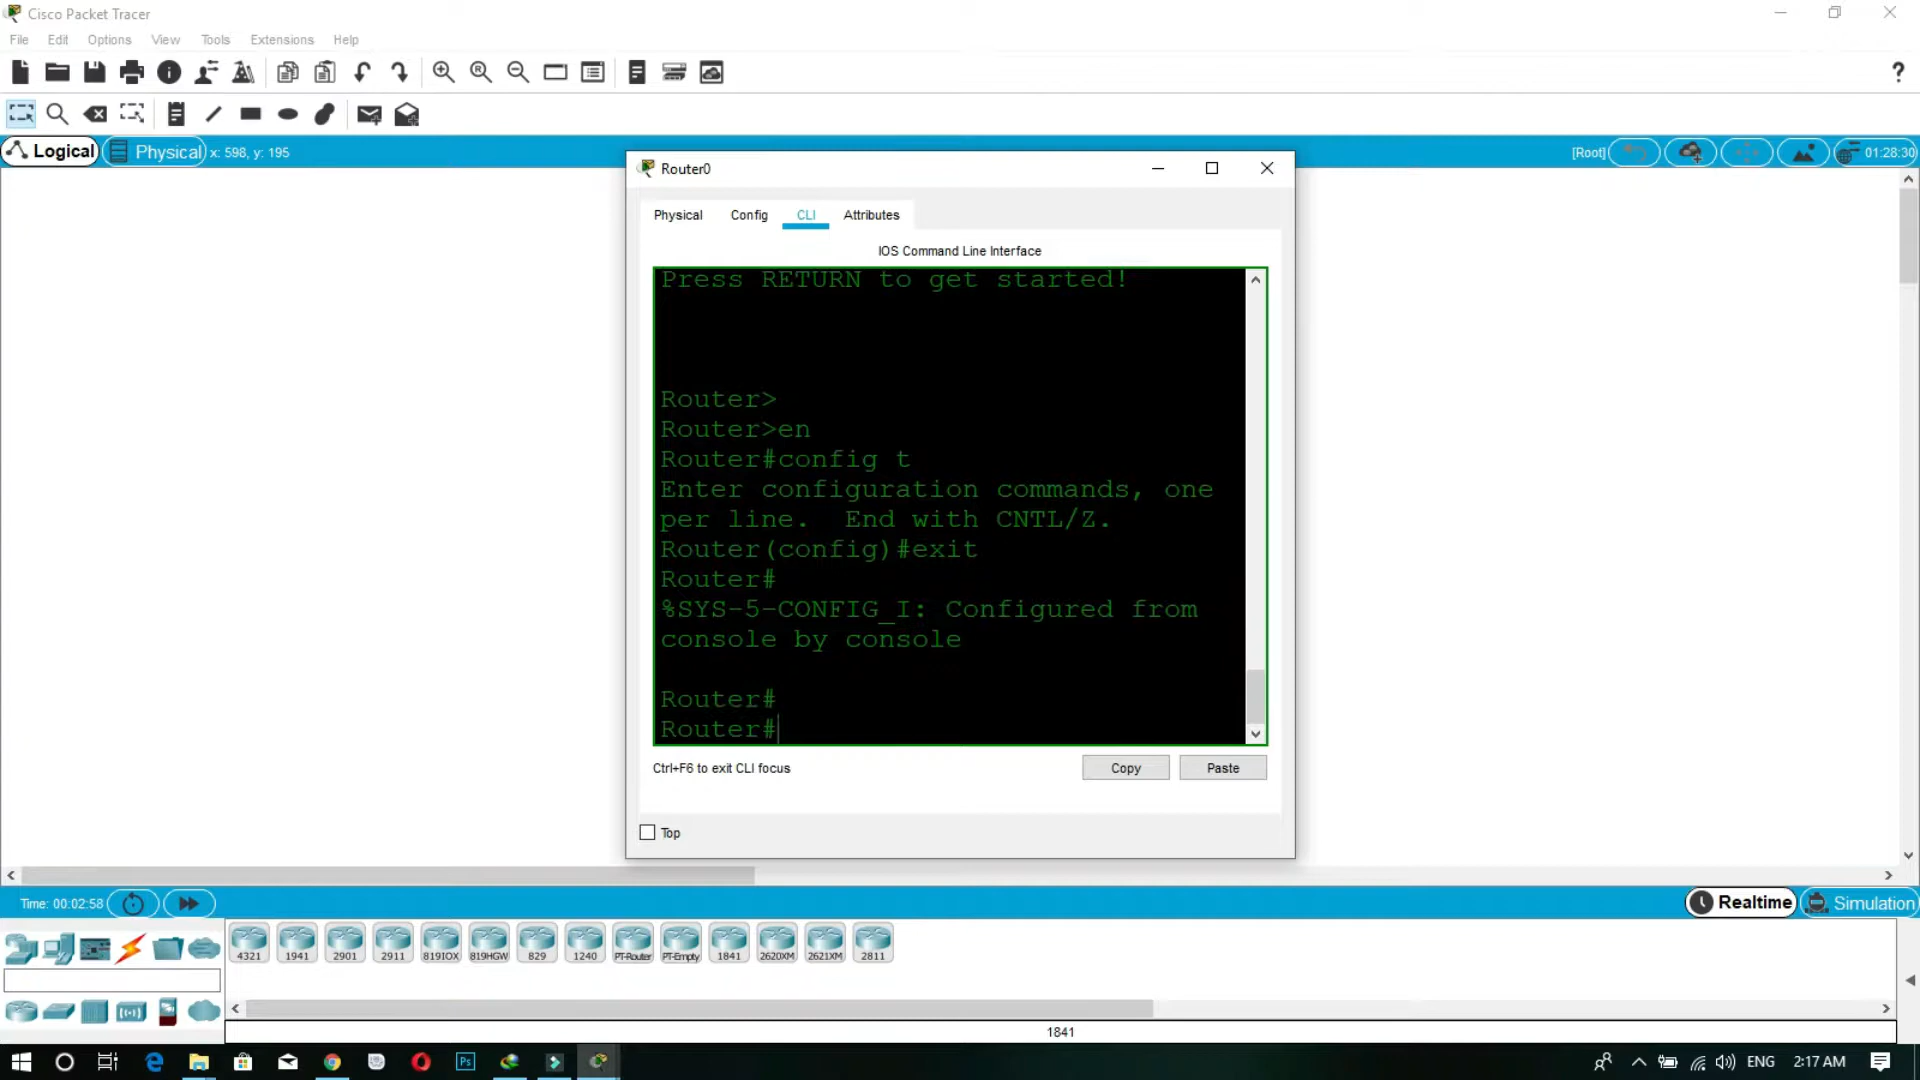 Cisco Packet Tracer
File Edit Options View Tools Extensions Help
?
Logical Physical x: 598, y: 195 [Root] 01:28:30
Router0
Physical Config CLI Attributes
IOS Command Line Interface
Press RETURN to get started!
Router>
Router>en
Router#config t
Enter configuration commands, one
per line.  End with CNTL/Z.
Router(config)#exit
Router#
%SYS-5-CONFIG_I: Configured from
console by console
Router#
Router#
Ctrl+F6 to exit CLI focus Copy Paste
Top
Time: 00:02:58 Realtime Simulation
4321 1941 2901 2911 819IOX 819HGW 829 1240 PT-Router PT-Empty 1841 2620XM 2621XM 2811
1841
Ps ENG 2:17 AM